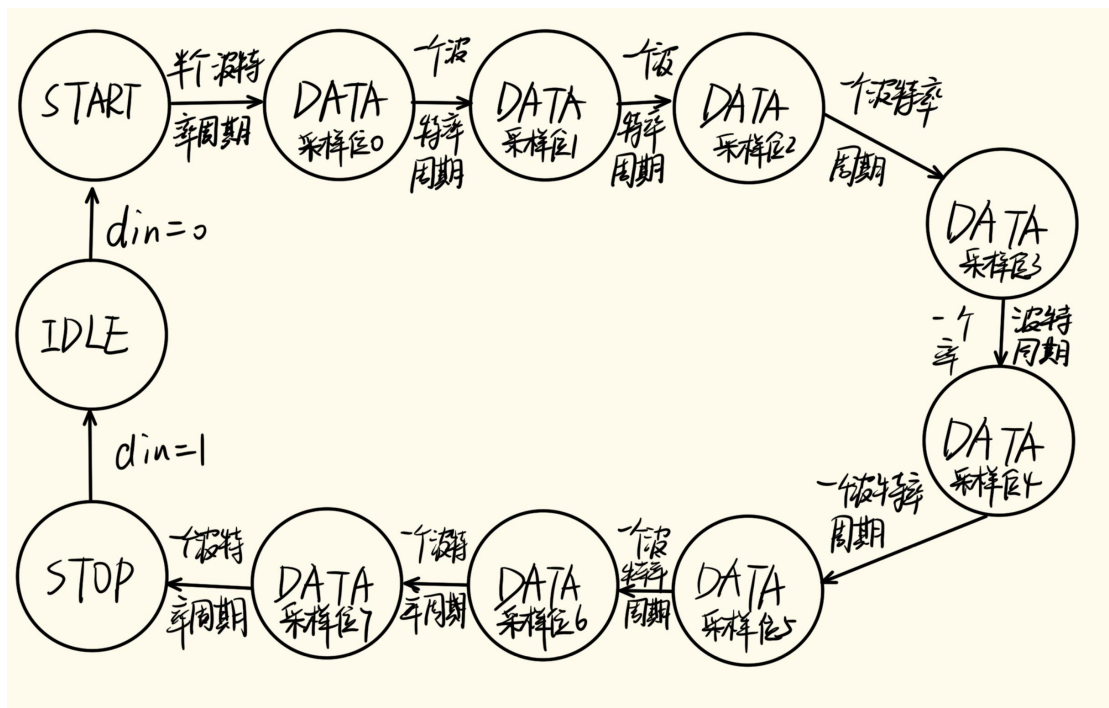 START
半个波特
率周期
DATA
采样位0
一个波
特率
周期
DATA
采样位1
一个波
特率
周期
DATA
采样位2
一个波特率
周期
DATA
采样位3
一个 波特
率 周期
DATA
采样位4
一个波特率
周期
DATA
采样位5
一个波
特率
周期
DATA
采样位6
一个波特
率周期
DATA
采样位7
一个波特
率周期
STOP
din=1
IDLE
din=0